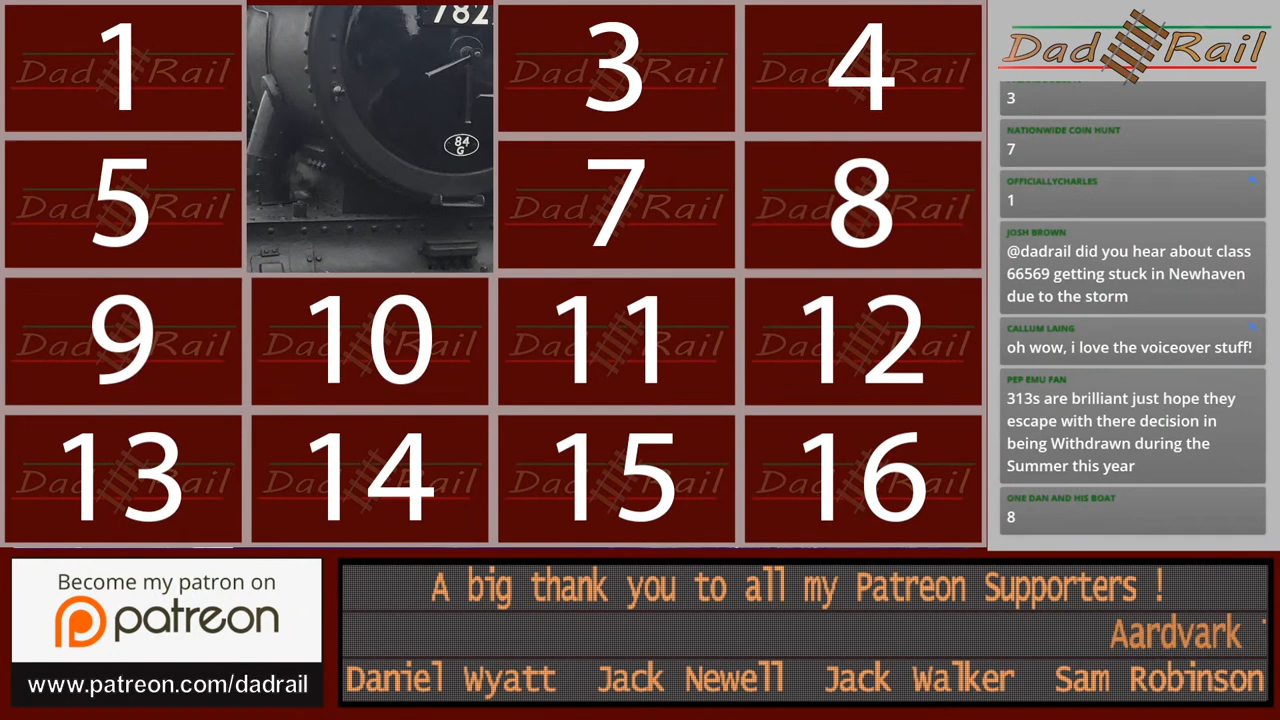 1
782
3
4
84
G
5
7
8
9
10
11
12
13
14
15
16
Dad Rail
3
NATIONWIDE COIN HUNT
7
OFFICIALLYCHARLES
1
JOSH BROWN
@dadrail did you hear about class
66569 getting stuck in Newhaven
due to the storm
CALLUM LAING
oh wow, i love the voiceover stuff!
PEP EMU FAN
313s are brilliant just hope they
escape with there decision in
being Withdrawn during the
Summer this year
ONE DAN AND HIS BOAT
8
Become my patron on
patreon
www.patreon.com/dadrail
A big thank you to all my Patreon Supporters !
Aardvark
Daniel Wyatt Jack Newell Jack Walker Sam Robinson